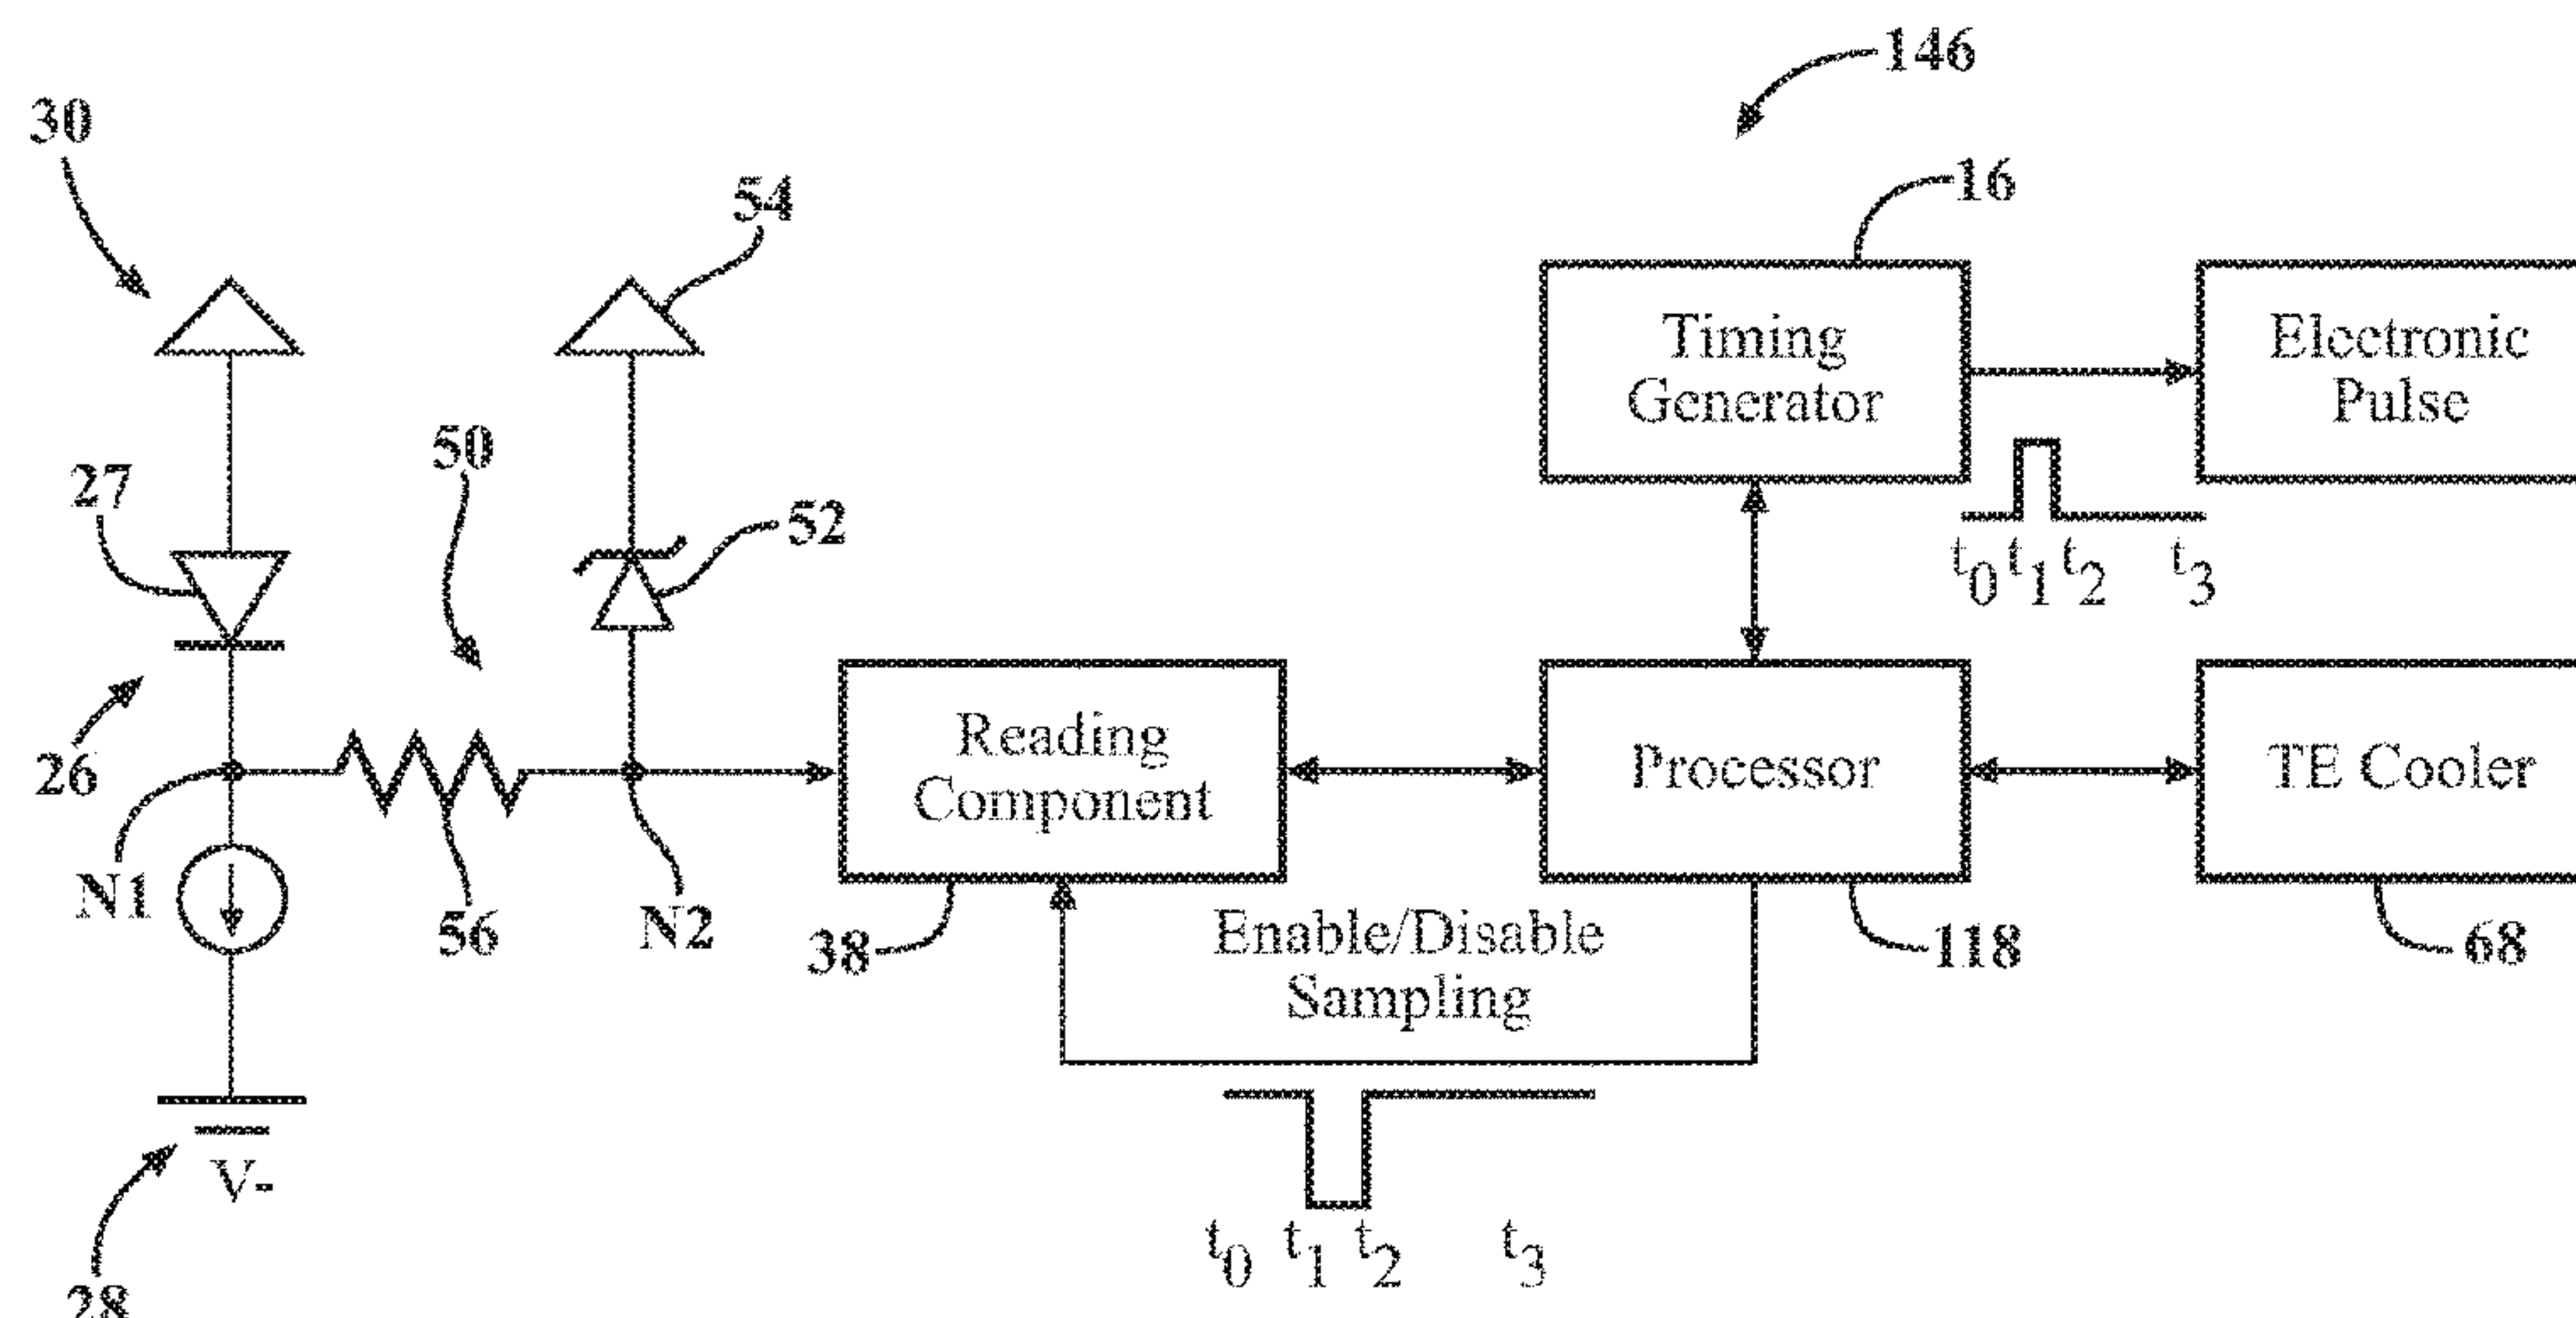 146
30
54
16
Timing
Generator
Electronic
Pulse
50
27
52
t0 t1 t2 t3
26
Reading
Component
Processor
TE Cooler
N1
56
N2
38
Enable/Disable
Sampling
118
68
V-
t0 t1 t2 t3
28